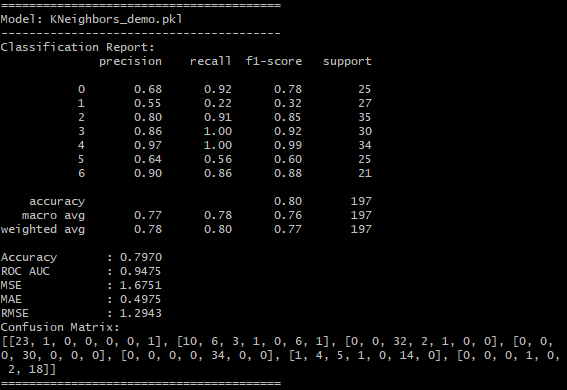 ========================================
Model: KNeighbors_demo.pkl
----------------------------------------
Classification Report:
              precision    recall  f1-score   support

           0       0.68      0.92      0.78        25
           1       0.55      0.22      0.32        27
           2       0.80      0.91      0.85        35
           3       0.86      1.00      0.92        30
           4       0.97      1.00      0.99        34
           5       0.64      0.56      0.60        25
           6       0.90      0.86      0.88        21

    accuracy                           0.80       197
   macro avg       0.77      0.78      0.76       197
weighted avg       0.78      0.80      0.77       197

Accuracy       : 0.7970
ROC AUC        : 0.9475
MSE            : 1.6751
MAE            : 0.4975
RMSE           : 1.2943
Confusion Matrix:
[[23, 1, 0, 0, 0, 0, 1], [10, 6, 3, 1, 0, 6, 1], [0, 0, 32, 2, 1, 0, 0], [0, 0,
 0, 30, 0, 0, 0], [0, 0, 0, 0, 34, 0, 0], [1, 4, 5, 1, 0, 14, 0], [0, 0, 0, 1, 0,
 2, 18]]
========================================